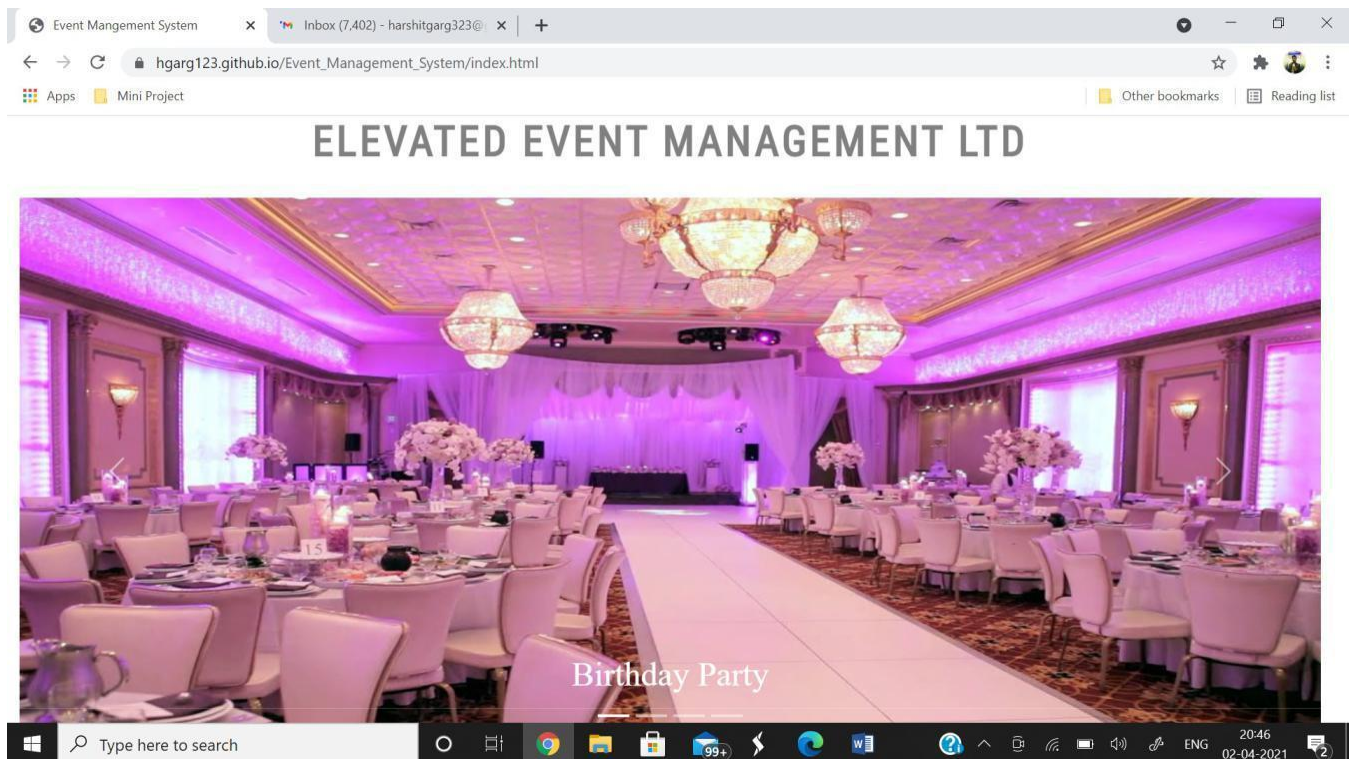 Event Mangement System
Inbox (7,402) - harshitgarg323@
hgarg123.github.io/Event_Management_System/index.html
Apps
Mini Project
Other bookmarks
Reading list
ELEVATED EVENT MANAGEMENT LTD
15
Birthday Party
Type here to search
99+
ENG
20:46
02-04-2021
2